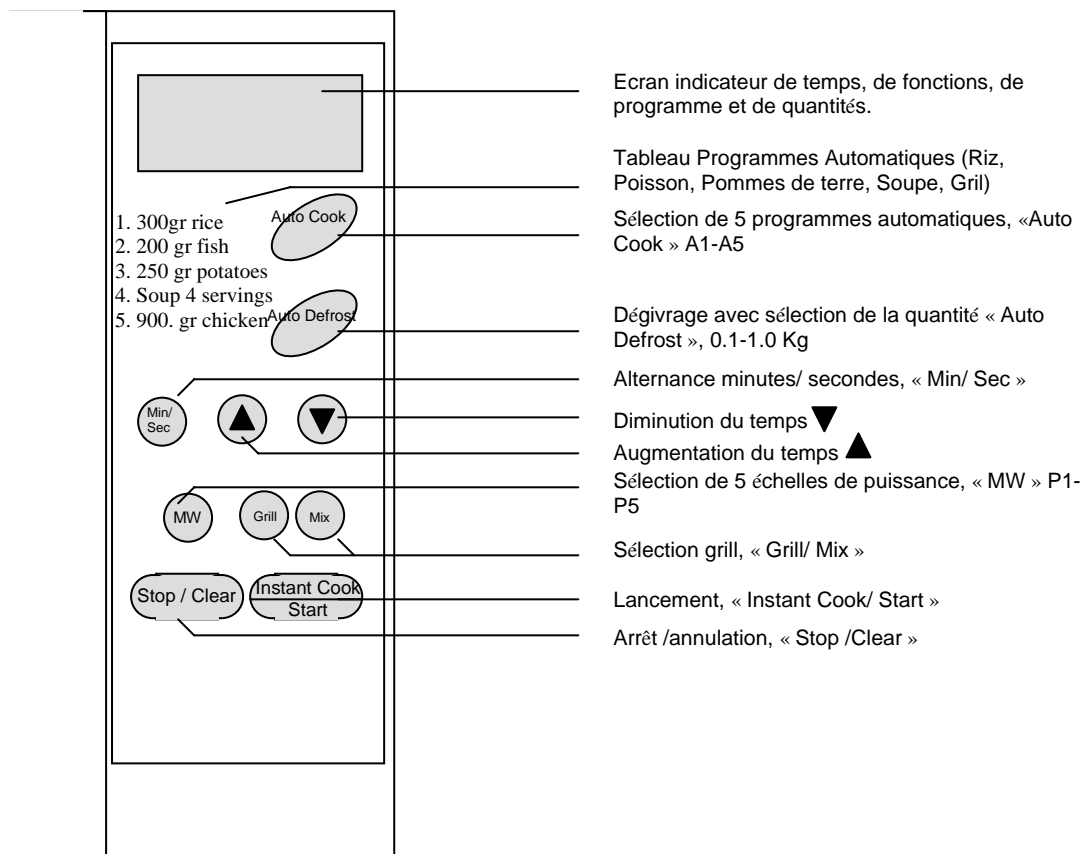 Ecran indicateur de temps, de fonctions, de
programme et de quantités.
Tableau Programmes Automatiques (Riz,
Poisson, Pommes de terre, Soupe, Gril)
Auto Cook
1. 300gr rice
2. 200 gr fish
3. 250 gr potatoes
4. Soup 4 servings
5. 900. gr chicken
Auto Defrost
Sélection de 5 programmes automatiques, «Auto
Cook » A1-A5
Dégivrage avec sélection de la quantité « Auto
Defrost », 0.1-1.0 Kg
Alternance minutes/ secondes, « Min/ Sec »
Min/
Sec
▲ ▼
Diminution du temps ▼
Augmentation du temps ▲
Sélection de 5 échelles de puissance, « MW » P1-
P5
MW Grill Mix
Sélection grill, « Grill/ Mix »
Stop / Clear
Instant Cook
Start
Lancement, « Instant Cook/ Start »
Arrêt /annulation, « Stop /Clear »